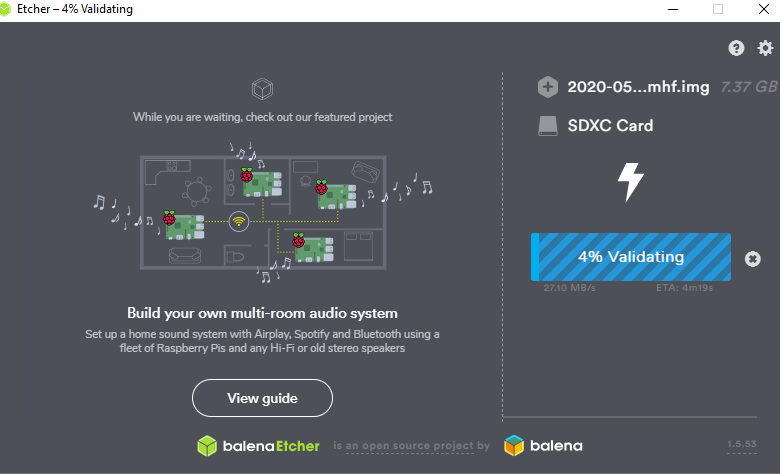 Etcher – 4% Validating
While you are waiting, check out our featured project
Build your own multi-room audio system
Set up a home sound system with Airplay, Spotify and Bluetooth using a
fleet of Raspberry Pis and any Hi-Fi or old stereo speakers
View guide
2020-05...mhf.img 7.37 GB
SDXC Card
4% Validating
27.10 MB/s ETA: 4m19s
balenaEtcher is an open source project by balena
1.5.53